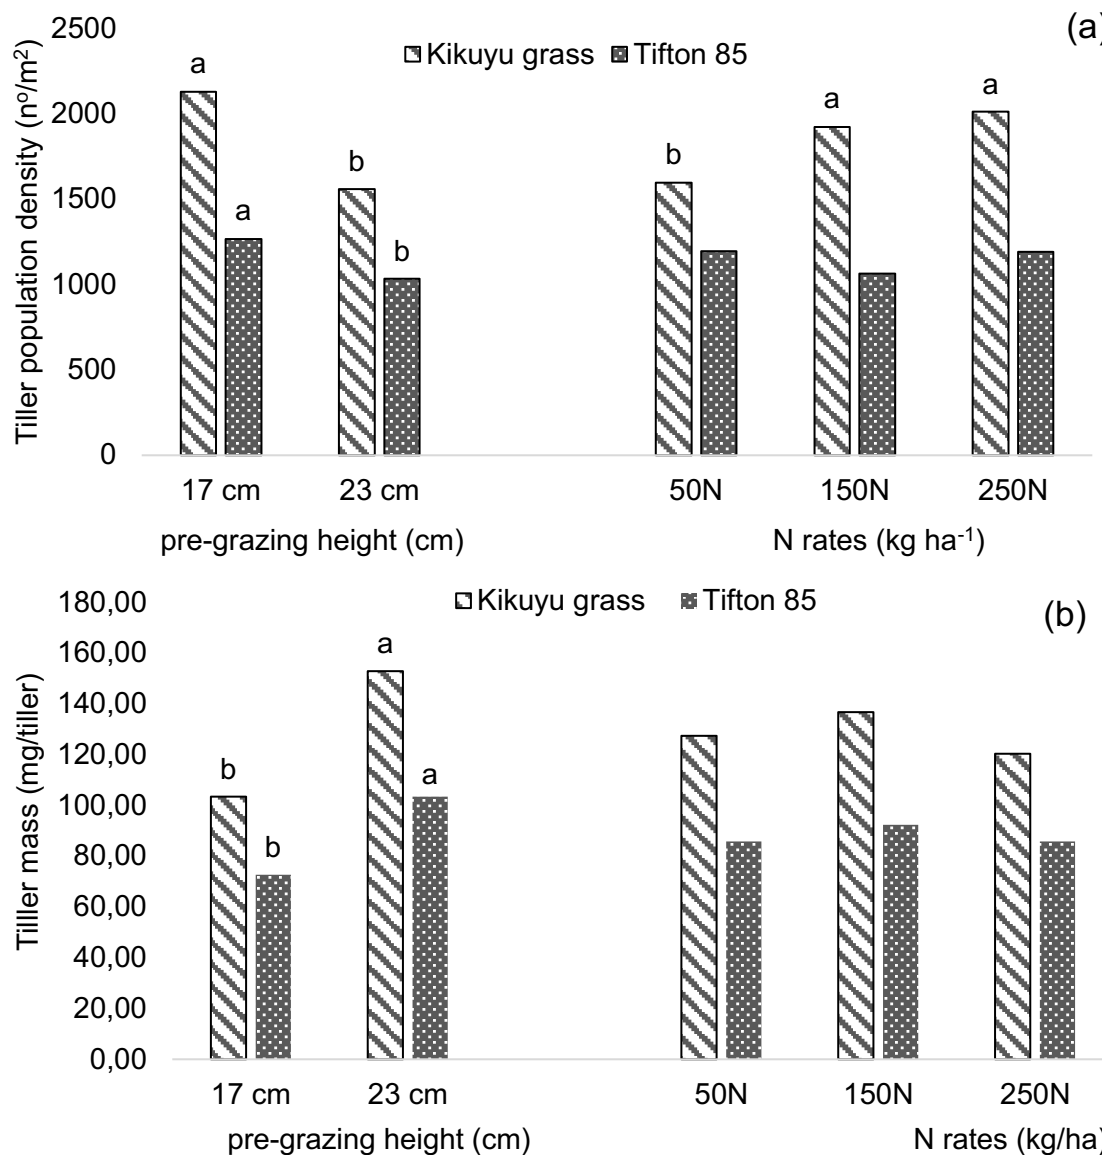 (a)
Tiller population density (nº/m²)
2500
2000
1500
1000
500
0
Kikuyu grass Tifton 85
a
a
b
b
b
a
a
17 cm 23 cm 50N 150N 250N
pre-grazing height (cm) N rates (kg ha⁻¹)
(b)
Tilller mass (mg/tiller)
180,00
160,00
140,00
120,00
100,00
80,00
60,00
40,00
20,00
0,00
Kikuyu grass Tifton 85
b
b
a
a
17 cm 23 cm 50N 150N 250N
pre-grazing height (cm) N rates (kg/ha)